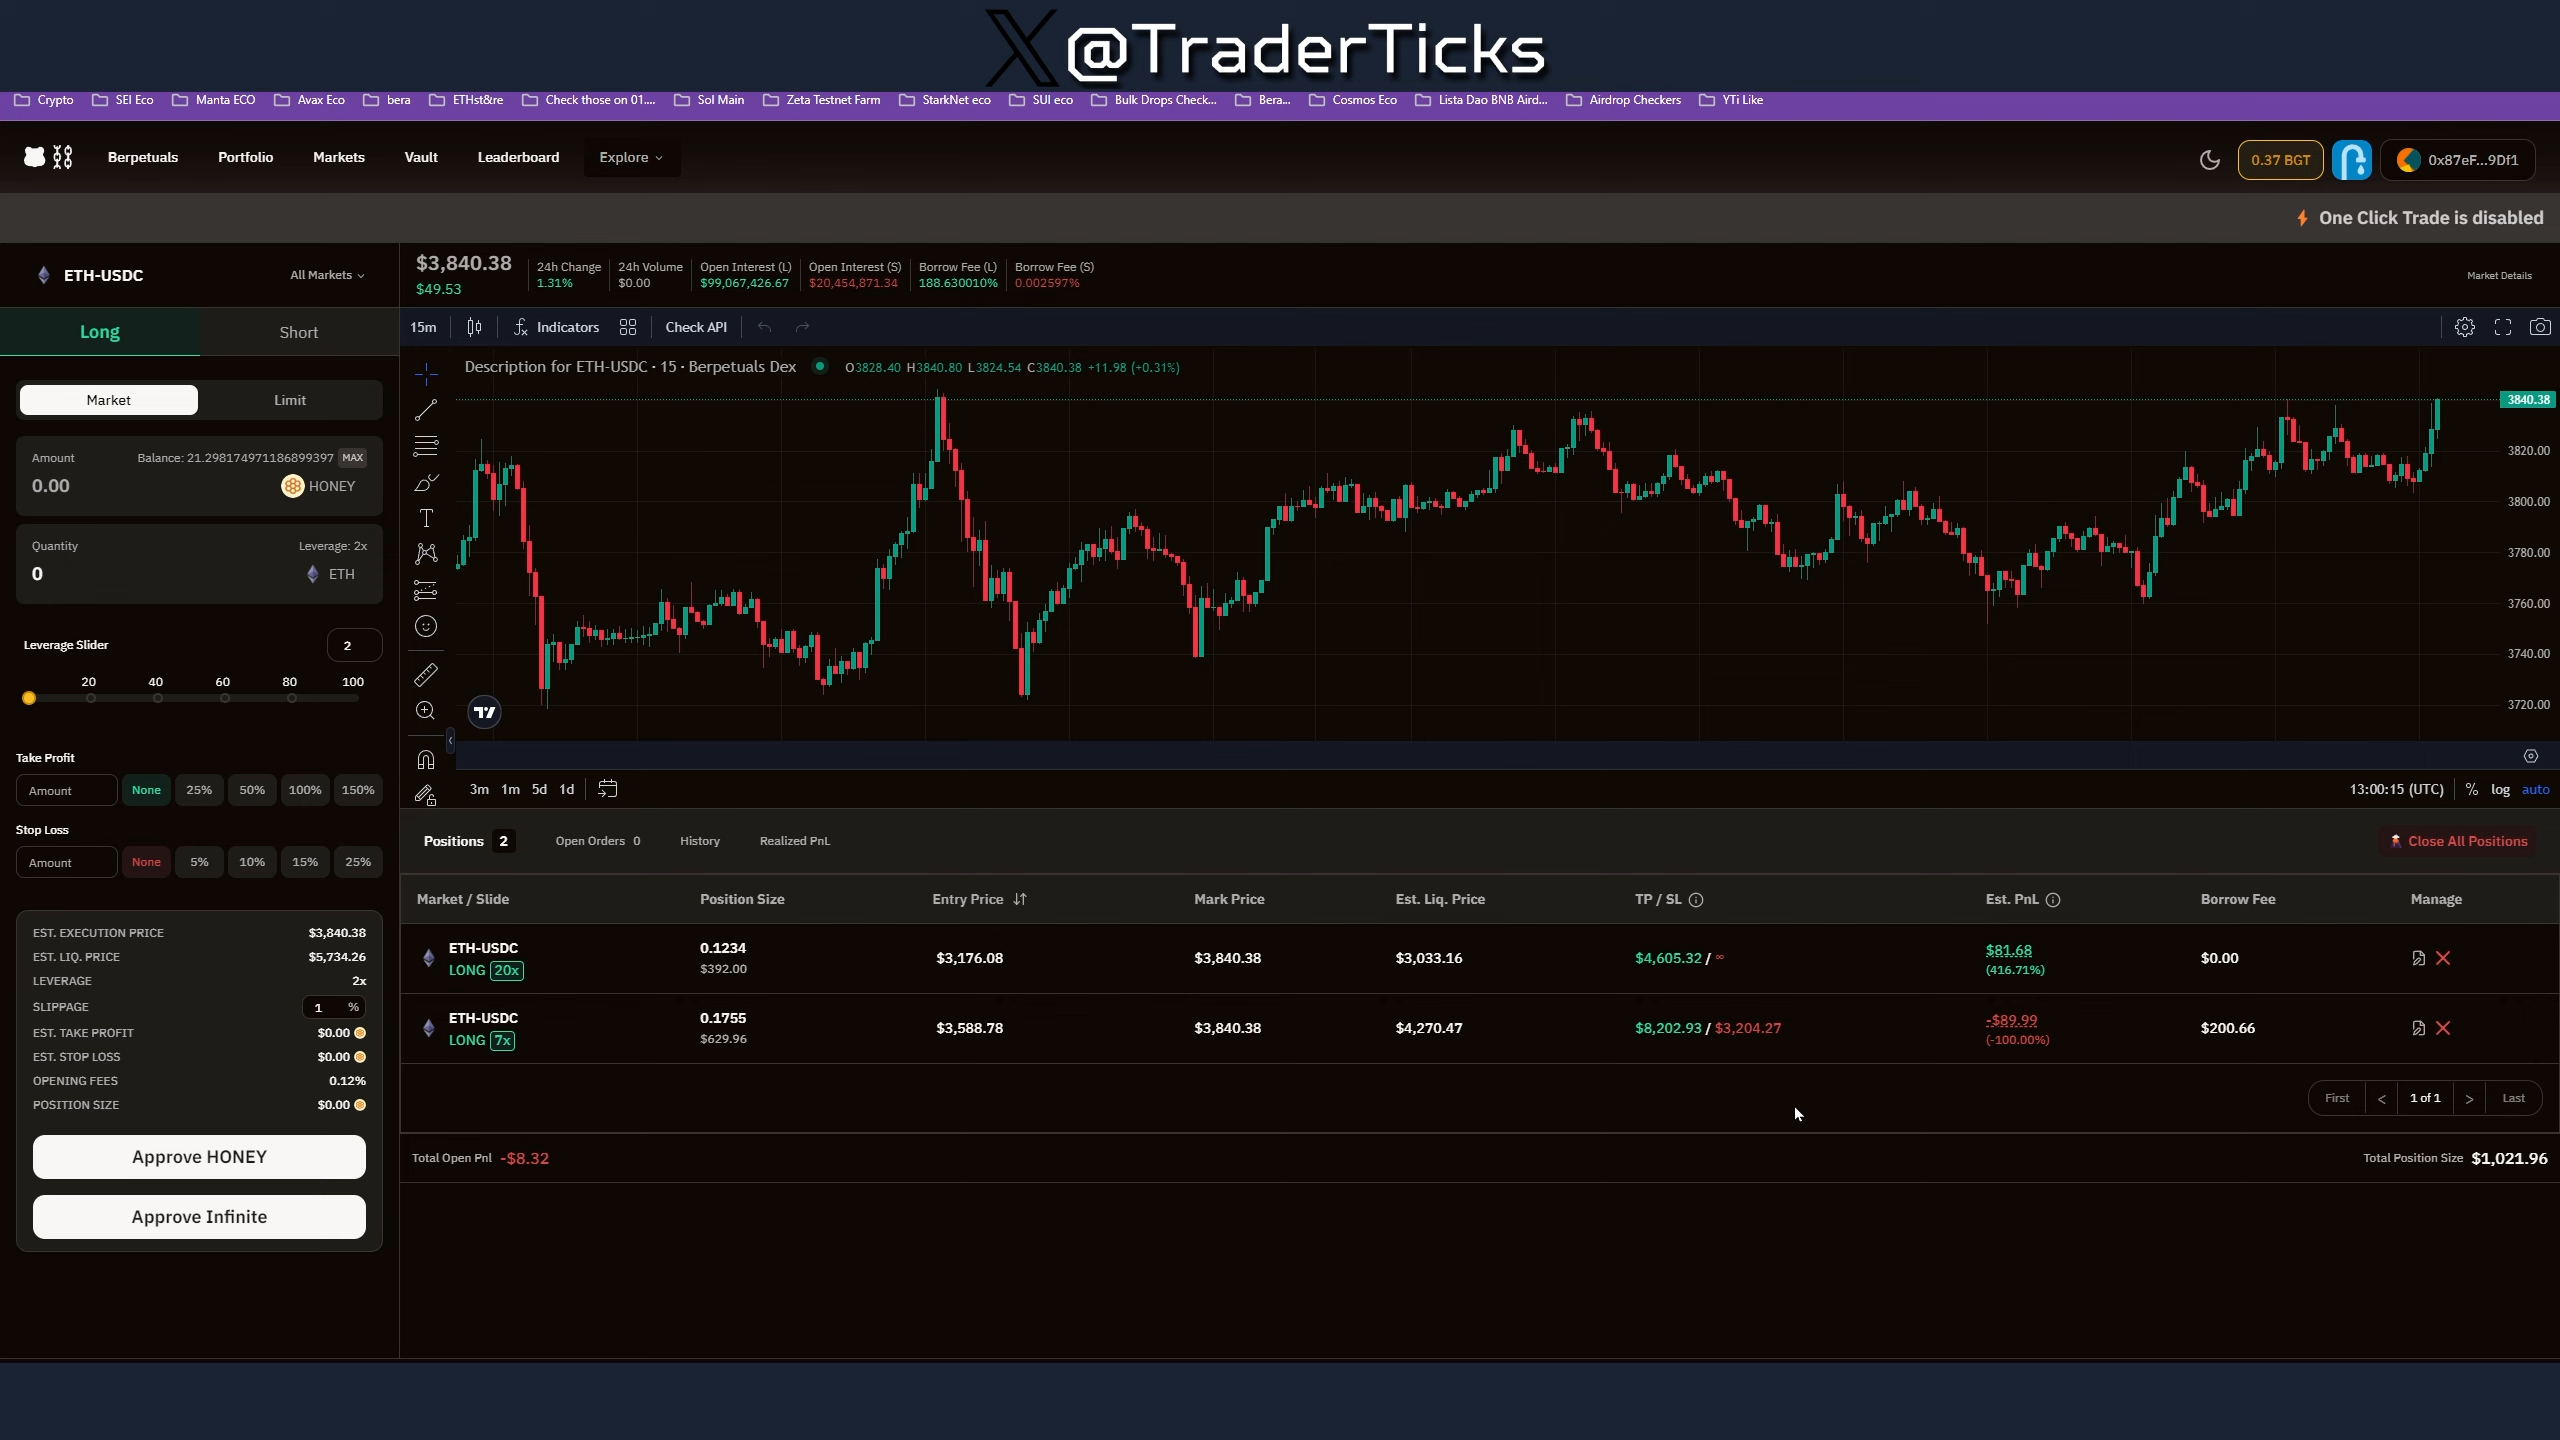 @TraderTicks
Crypto SEI Eco Manta ECO Avax Eco bera ETHst&re Check those on 01.... Sol Main Zeta Testnet Farm StarkNet eco SUI eco Bulk Drops Check... Bera... Cosmos Eco Lista Dao BNB Aird... Airdrop Checkers YTi Like
Berpetuals Portfolio Markets Vault Leaderboard Explore 0.37 BGT 0x87eF...9Df1
One Click Trade is disabled
ETH-USDC All Markets
$3,840.38
$49.53
24h Change 24h Volume Open Interest (L) Open Interest (S) Borrow Fee (L) Borrow Fee (S)
1.31% $0.00 $99,067,426.67 $20,454,871.34 188.630010% 0.002597%
Market Details
Long Short
15m Indicators Check API
Description for ETH-USDC · 15 · Berpetuals Dex O3828.40 H3840.80 L3824.54 C3840.38 +11.98 (+0.31%)
Market Limit
Amount Balance: 21.298174971186899397 MAX
0.00 HONEY
Quantity Leverage: 2x
0 ETH
Leverage Slider 2
20 40 60 80 100
Take Profit
Amount None 25% 50% 100% 150%
Stop Loss
Amount None 5% 10% 15% 25%
EST. EXECUTION PRICE $3,840.38
EST. LIQ. PRICE $5,734.26
LEVERAGE 2x
SLIPPAGE 1 %
EST. TAKE PROFIT $0.00
EST. STOP LOSS $0.00
OPENING FEES 0.12%
POSITION SIZE $0.00
Approve HONEY
Approve Infinite
3840.38
3820.00
3800.00
3780.00
3760.00
3740.00
3720.00
3m 1m 5d 1d 13:00:15 (UTC) % log auto
Positions 2 Open Orders 0 History Realized PnL Close All Positions
Market / Slide Position Size Entry Price Mark Price Est. Liq. Price TP / SL Est. PnL Borrow Fee Manage
ETH-USDC 0.1234 $3,176.08 $3,840.38 $3,033.16 $4,605.32 / ∞ $81.68 $0.00
LONG 20x $392.00 (416.71%)
ETH-USDC 0.1755 $3,588.78 $3,840.38 $4,270.47 $8,202.93 / $3,204.27 -$89.99 $200.66
LONG 7x $629.96 (-100.00%)
First < 1 of 1 > Last
Total Open Pnl -$8.32 Total Position Size $1,021.96